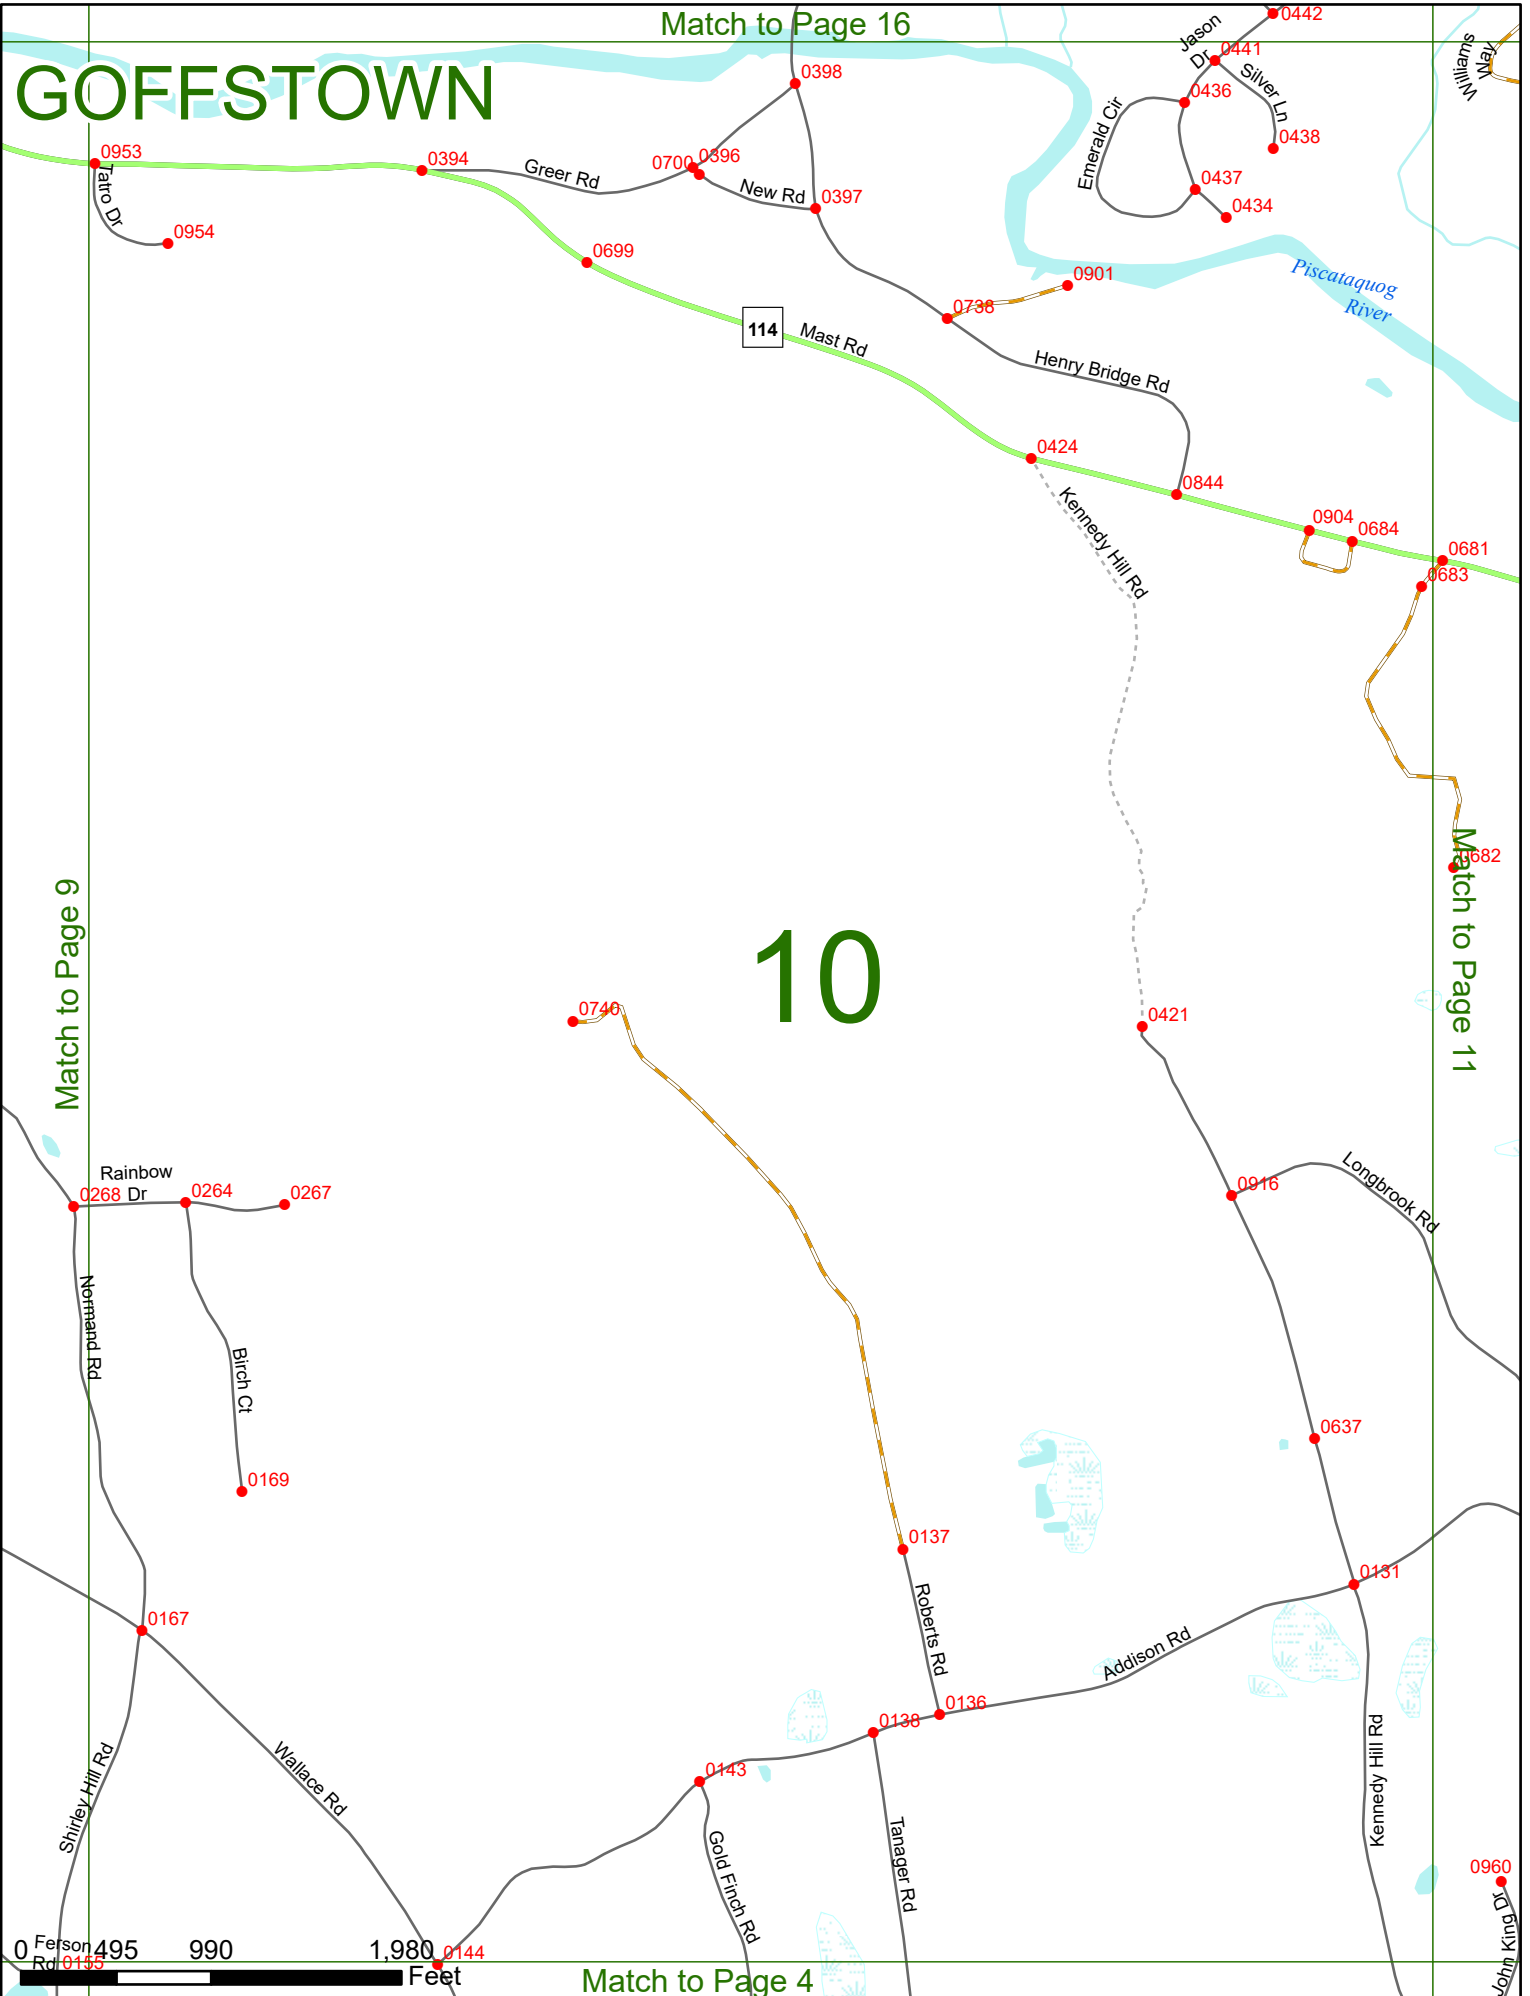 Match to Page 16
GOFFSTOWN
0442
Jason
Dr
0441
Williams
Way
0398
Silver Ln
0436
Emerald Cir
0438
0953
0394
Greer Rd
0700
0396
New Rd
0397
0437
0434
Tatro Dr
0954
0699
0901
Piscataquog
River
0738
114
Mast Rd
Henry Bridge Rd
0424
0844
Kennedy Hill Rd
0904
0684
0681
0683
0682
Match to Page 9
10
Match to Page 11
0740
0421
Rainbow
Dr
0268
0264
0267
0916
Longbrook Rd
Normand Rd
Birch Ct
0637
0169
0137
0131
0167
Roberts Rd
Addison Rd
0136
0138
Shirley Hill Rd
Wallace Rd
0143
Kennedy Hill Rd
Gold Finch Rd
Tanager Rd
0960
John King Dr
Ferson
Rd
0155
0 495 990 1,980
Feet
0144
Match to Page 4